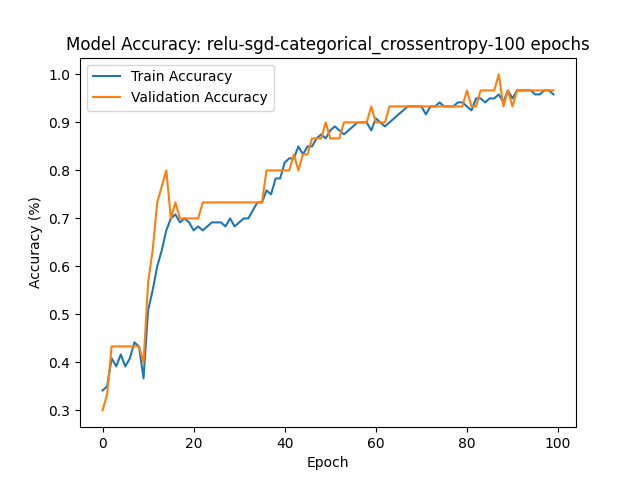 Model Accuracy: relu-sgd-categorical_crossentropy-100 epochs
Train Accuracy
Validation Accuracy
Accuracy (%)
1.0
0.9
0.8
0.7
0.6
0.5
0.4
0.3
0 20 40 60 80 100
Epoch